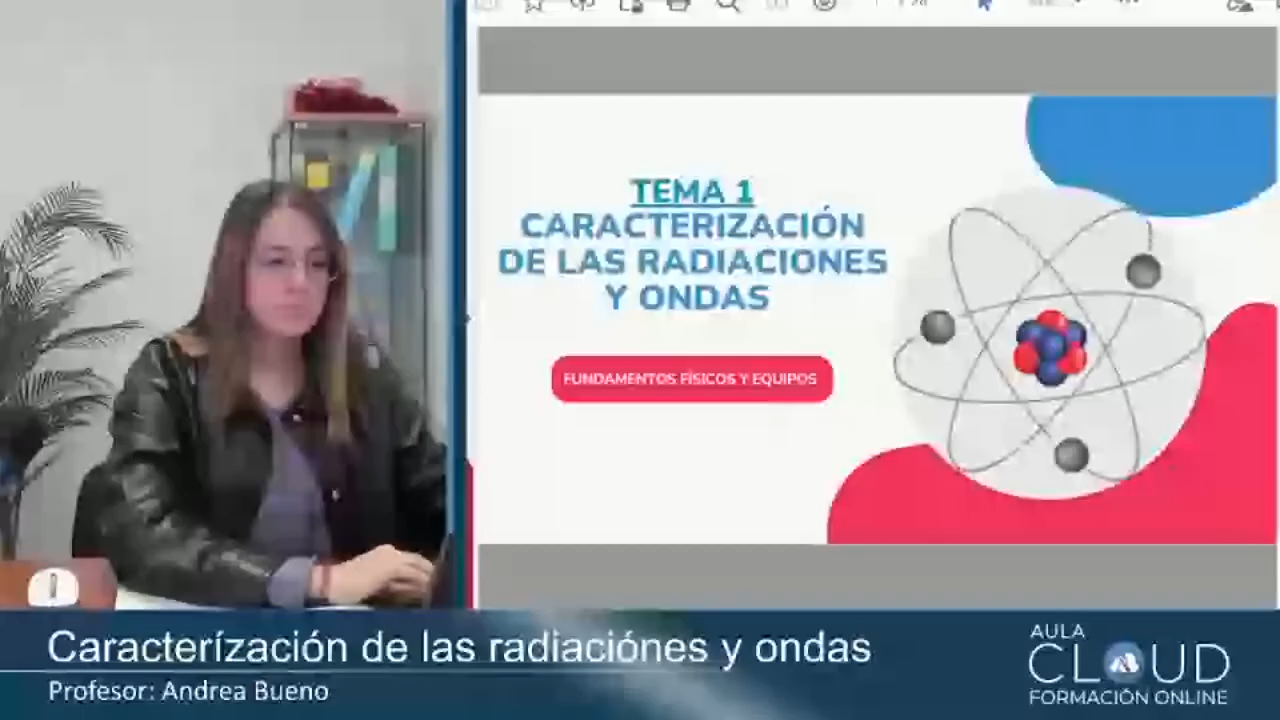 TEMA 1
CARACTERIZACIÓN
DE LAS RADIACIONES
Y ONDAS
FUNDAMENTOS FÍSICOS Y EQUIPOS
Caracterízación de las radiaciónes y ondas
Profesor: Andrea Bueno
AULA
CLOUD
FORMACIÓN ONLINE